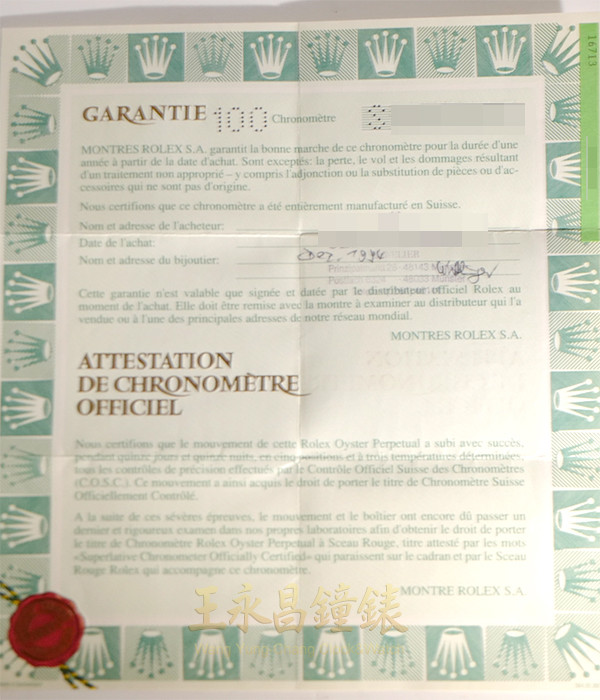 16713
GARANTIE 100 Chronomètre
MONTRES ROLEX S.A. garantit la bonne marche de ce chronomètre pour la durée d'une
année à partir de la date d'achat. Sont exceptés: la perte, le vol et les dommages résultant
d'un traitement non approprié – y compris l'adjonction ou la substitution de pièces ou d'ac-
cessoires qui ne sont pas d'origine.
Nous certifions que ce chronomètre a été entièrement manufacturé en Suisse.
Nom et adresse de l'acheteur:
Date de l'achat:
Dez. 1994
Nom et adresse du bijoutier:
48143
Cette garantie n'est valable que signée et datée par le distributeur officiel Rolex au
moment de l'achat. Elle doit être remise avec la montre à examiner au distributeur qui l'a
vendue ou à l'une des principales adresses de notre réseau mondial.
MONTRES ROLEX S.A.
ATTESTATION
DE CHRONOMÈTRE
OFFICIEL
Nous certifions que le mouvement de cette Rolex Oyster Perpetual a subi avec succès,
pendant quinze jours et quinze nuits, en cinq positions et à trois températures déterminées,
tous les contrôles de précision effectués par le Contrôle Officiel Suisse des Chronomètres
(C.O.S.C.). Ce mouvement a ainsi acquis le droit de porter le titre de Chronomètre Suisse
Officiellement Contrôlé.
A la suite de ces sévères épreuves, le mouvement et le boîtier ont encore dû passer un
dernier et rigoureux examen dans nos propres laboratoires afin d'obtenir le droit de porter
le titre de Chronomètre Rolex Oyster Perpetual à Sceau Rouge, titre attesté par les mots
«Superlative Chronometer Officially Certified» qui paraissent sur le cadran et par le Sceau
Rouge Rolex qui accompagne ce chronomètre.
MONTRE ROLEX S.A.
王永昌鐘錶